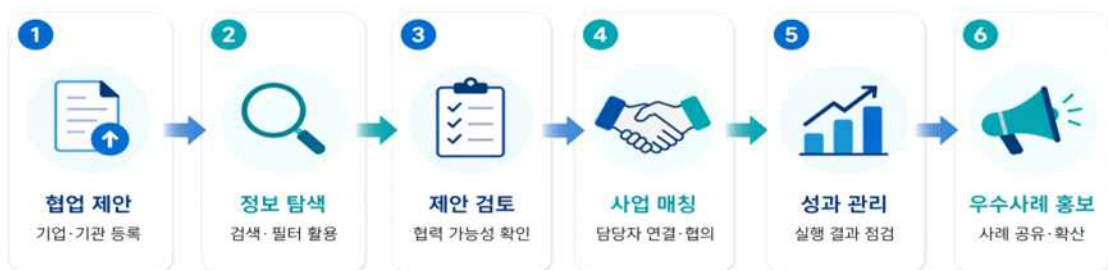 1
협업 제안
기업·기관 등록
2
정보 탐색
검색·필터 활용
3
제안 검토
협력 가능성 확인
4
사업 매칭
담당자 연결·협의
5
성과 관리
실행 결과 점검
6
우수사례 홍보
사례 공유·확산